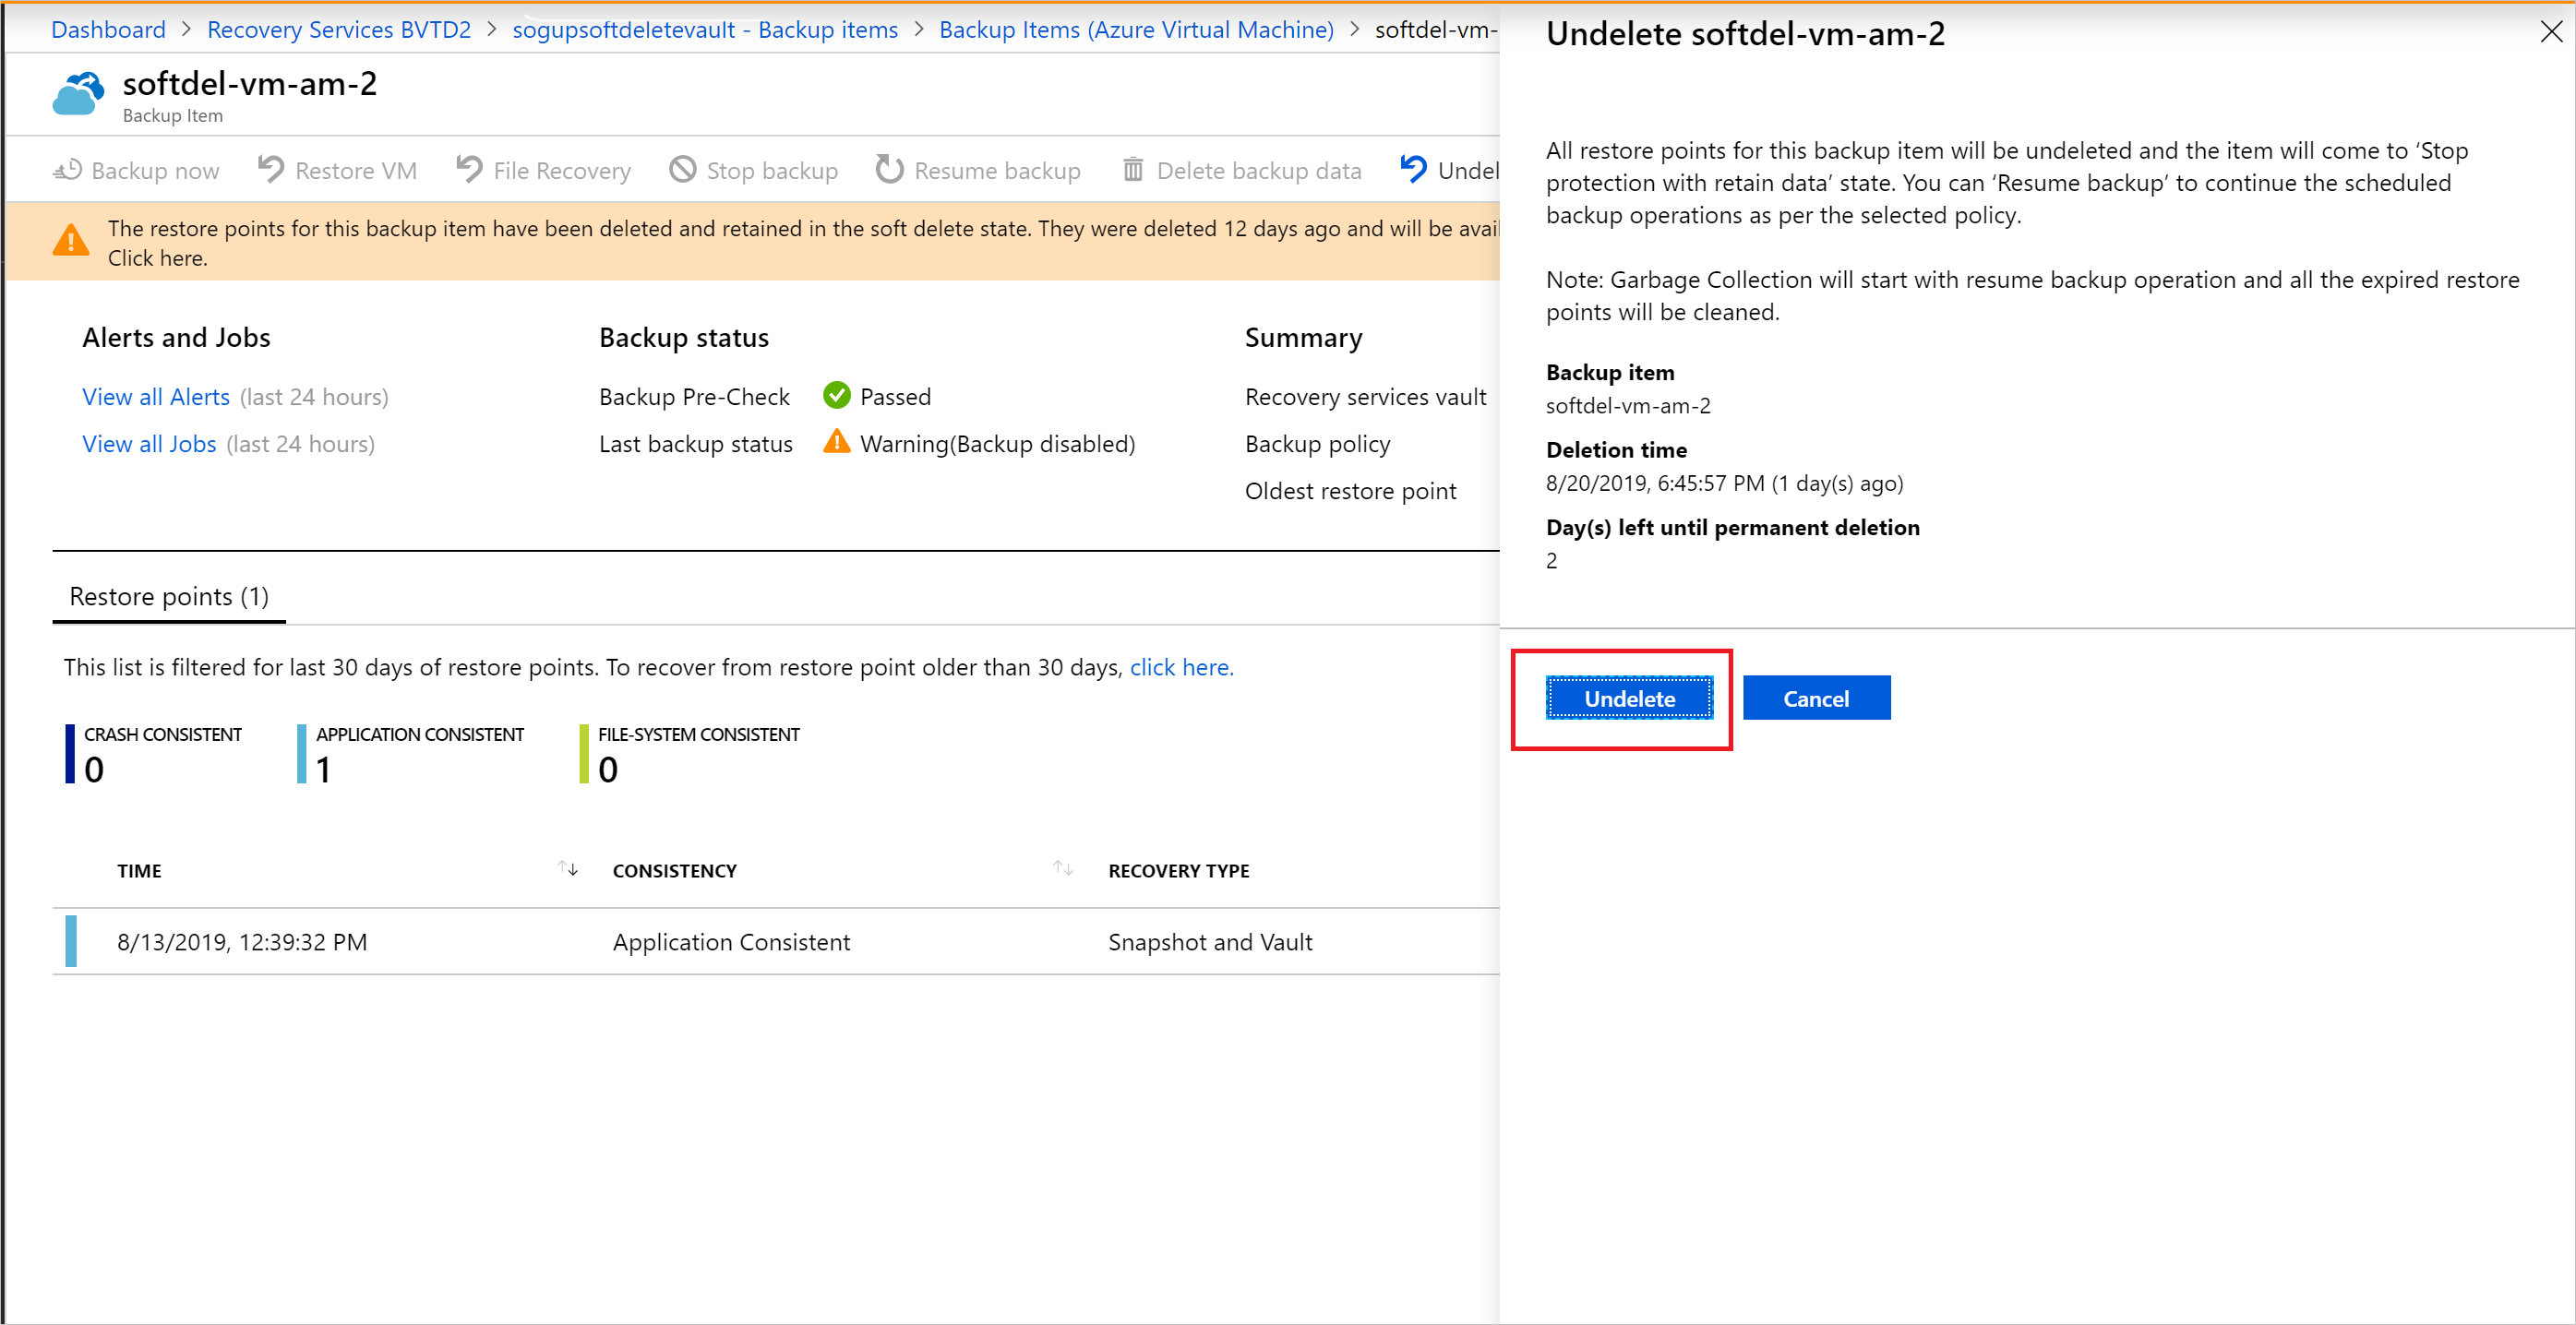 Dashboard > Recovery Services BVTD2 > sogupsoftdeletevault - Backup items > Backup Items (Azure Virtual Machine) > softdel-vm-
softdel-vm-am-2
Backup Item
Backup now Restore VM File Recovery Stop backup Resume backup Delete backup data Undel
The restore points for this backup item have been deleted and retained in the soft delete state. They were deleted 12 days ago and will be avail
Click here.
Alerts and Jobs
View all Alerts (last 24 hours)
View all Jobs (last 24 hours)
Backup status
Backup Pre-Check Passed
Last backup status Warning(Backup disabled)
Summary
Recovery services vault
Backup policy
Oldest restore point
Restore points (1)
This list is filtered for last 30 days of restore points. To recover from restore point older than 30 days, click here.
CRASH CONSISTENT
0
APPLICATION CONSISTENT
1
FILE-SYSTEM CONSISTENT
0
TIME CONSISTENCY RECOVERY TYPE
8/13/2019, 12:39:32 PM Application Consistent Snapshot and Vault
Undelete softdel-vm-am-2
All restore points for this backup item will be undeleted and the item will come to ‘Stop
protection with retain data’ state. You can ‘Resume backup’ to continue the scheduled
backup operations as per the selected policy.
Note: Garbage Collection will start with resume backup operation and all the expired restore
points will be cleaned.
Backup item
softdel-vm-am-2
Deletion time
8/20/2019, 6:45:57 PM (1 day(s) ago)
Day(s) left until permanent deletion
2
Undelete Cancel